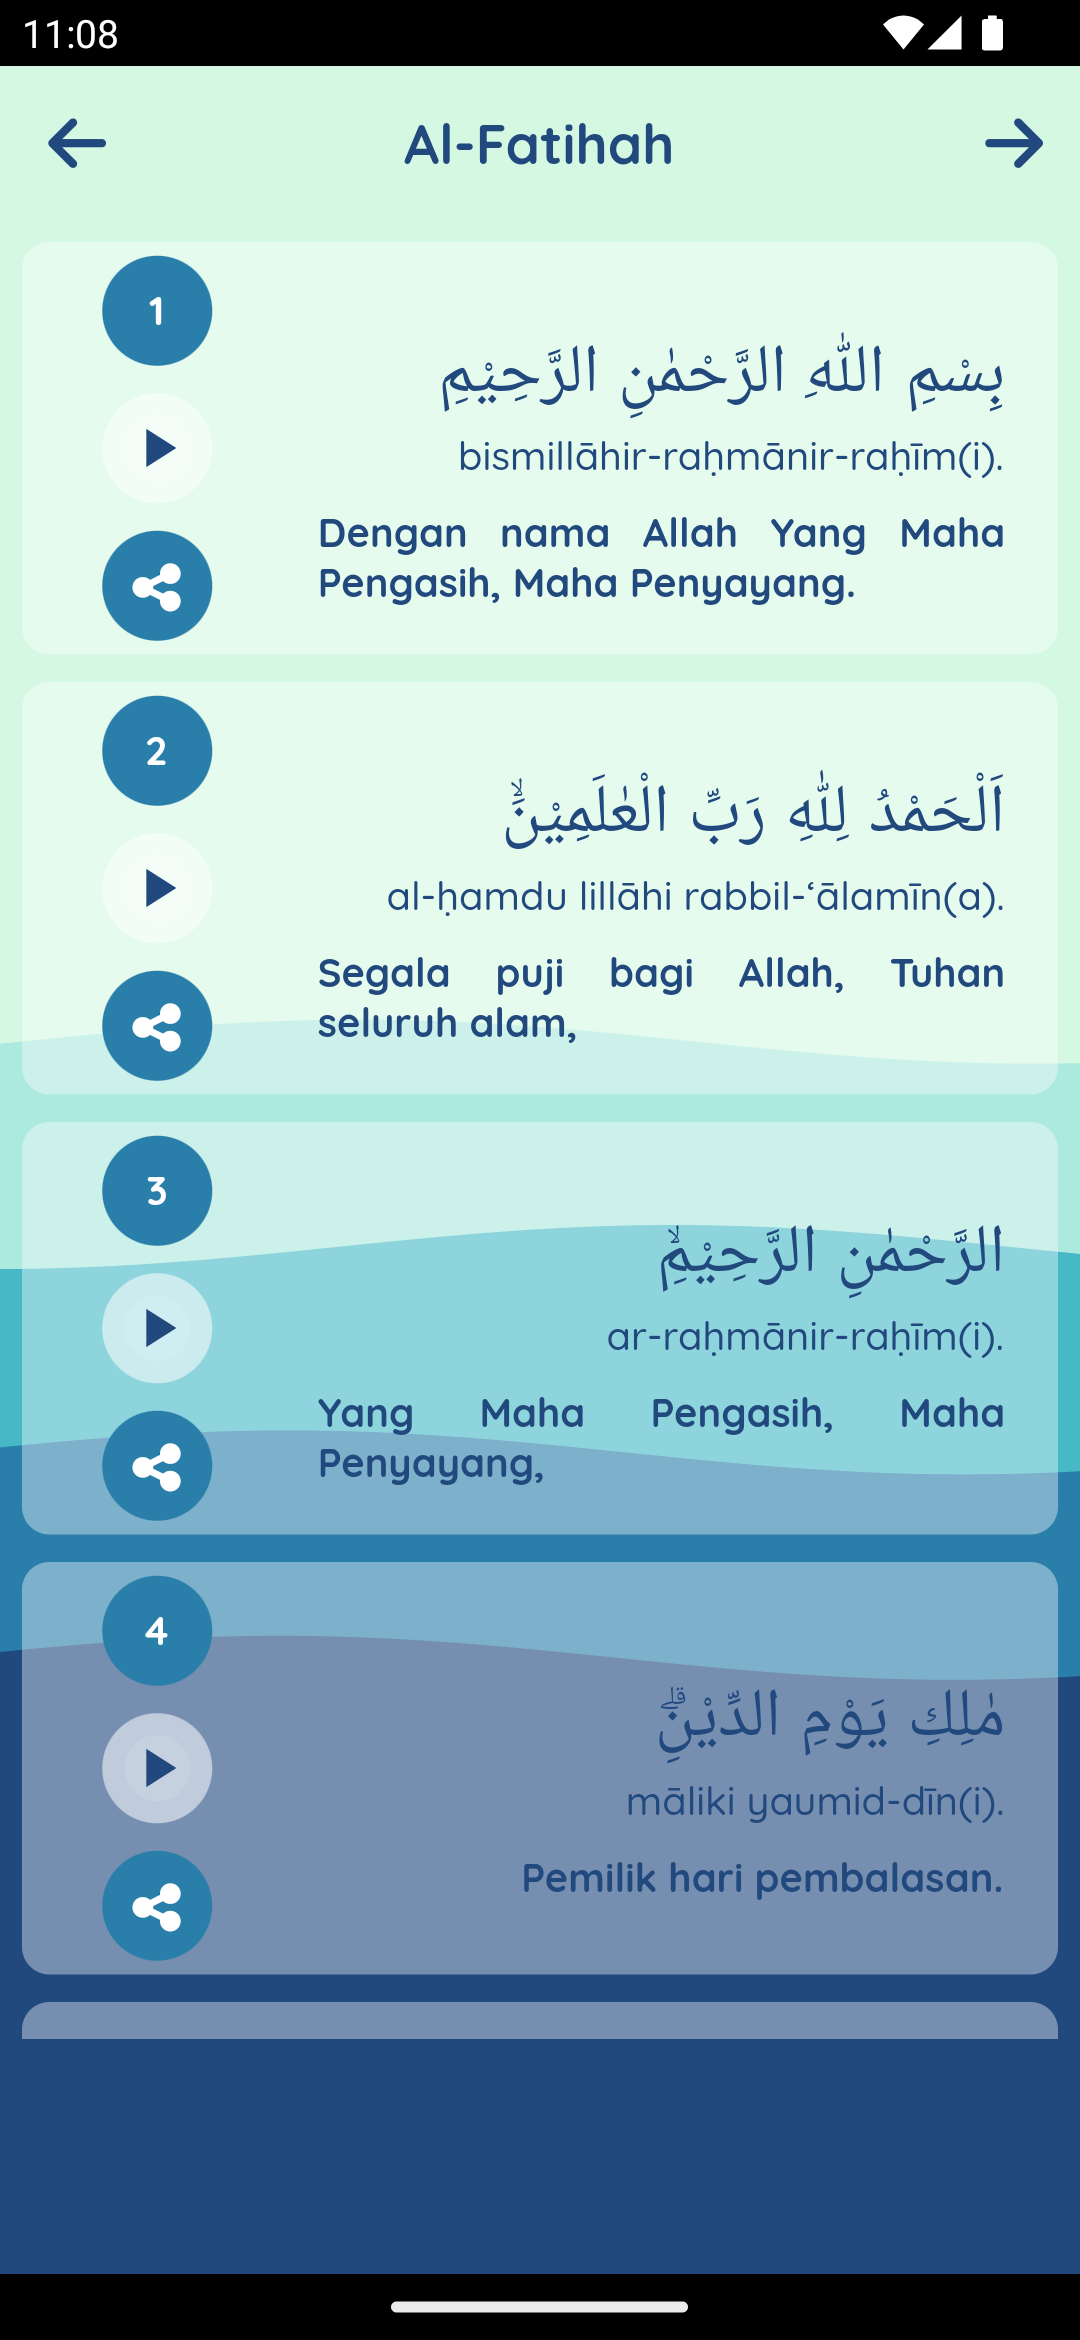 11:08
Al-Fatihah
1
بِسْمِ اللّٰهِ الرَّحْمٰنِ الرَّحِيْمِ
bismillāhir-raḥmānir-raḥīm(i).
Dengan nama Allah Yang Maha
Pengasih, Maha Penyayang.
2
اَلْحَمْدُ لِلّٰهِ رَبِّ الْعٰلَمِيْنَۙ
al-ḥamdu lillāhi rabbil-‘ālamīn(a).
Segala puji bagi Allah, Tuhan
seluruh alam,
3
الرَّحْمٰنِ الرَّحِيْمِۙ
ar-raḥmānir-raḥīm(i).
Yang Maha Pengasih, Maha
Penyayang,
4
مٰلِكِ يَوْمِ الدِّيْنِۗ
māliki yaumid-dīn(i).
Pemilik hari pembalasan.